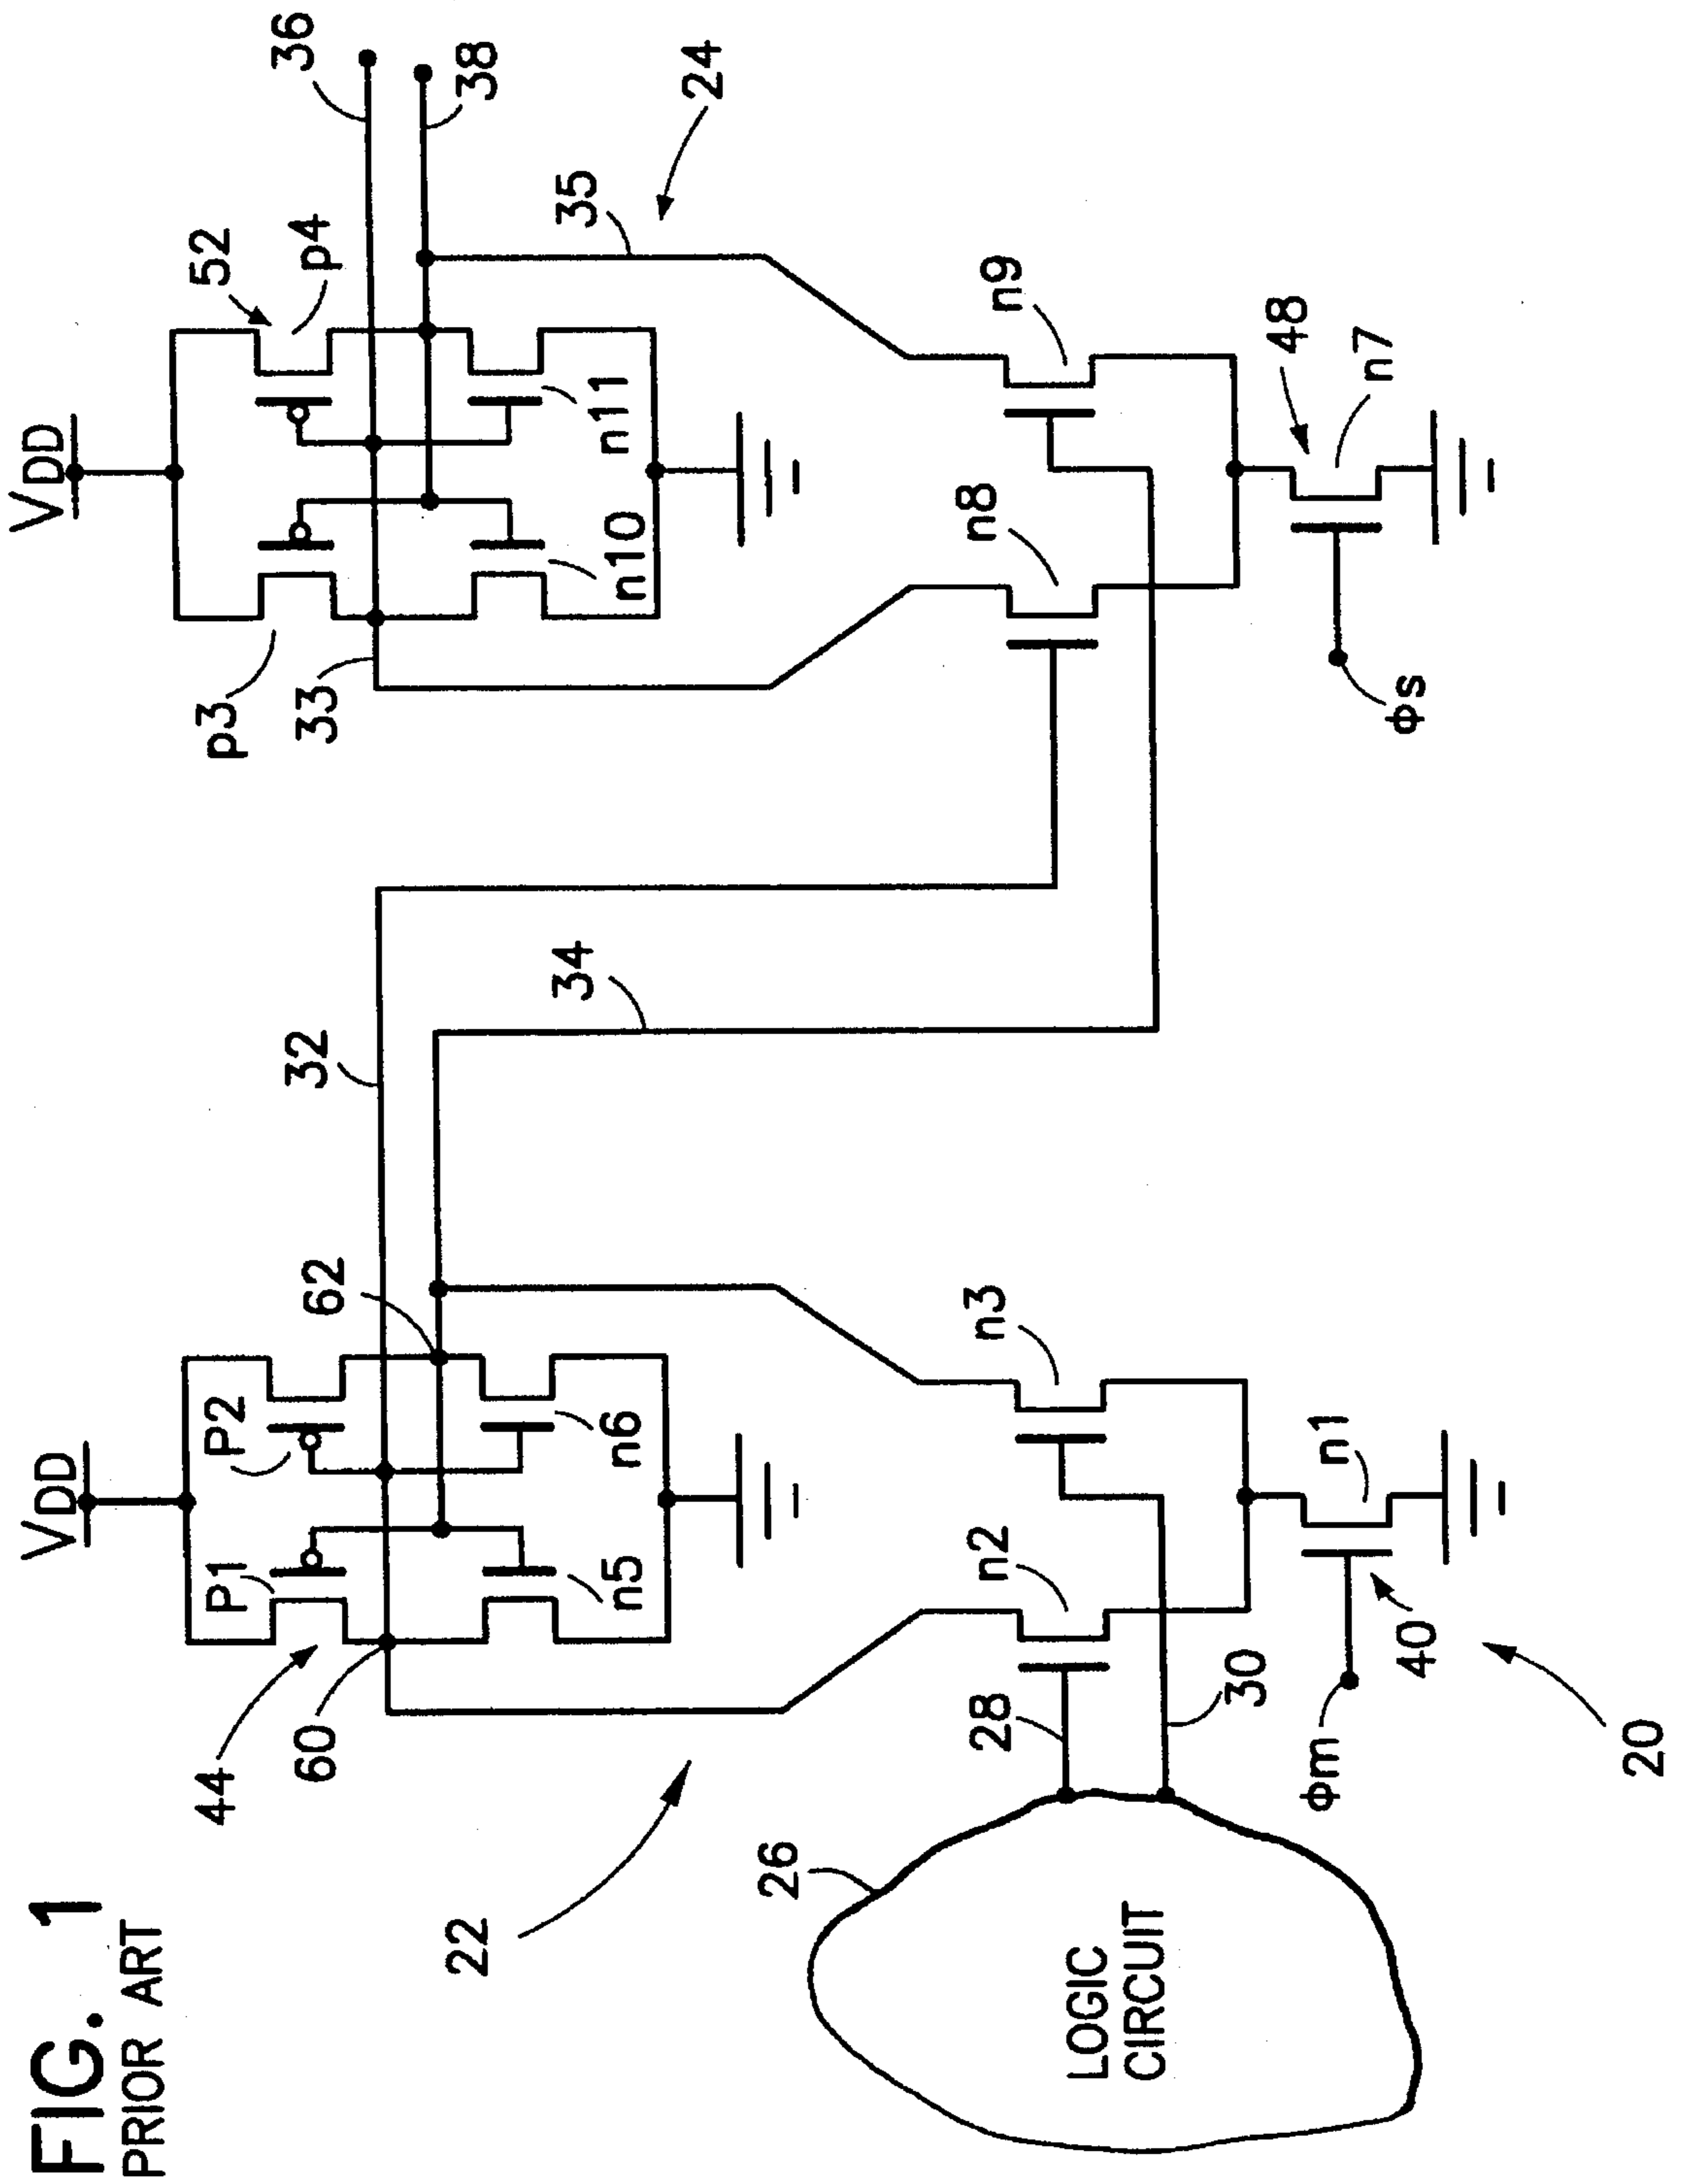 FIG. 1
PRIOR ART
VDD
VDD
44
P1
P2
60
62
32
34
n5
n6
22
p3
52
p4
33
36
38
n10
n11
35
24
26
LOGIC
CIRCUIT
28
30
n2
n3
n8
n9
φm
40
n1
20
φs
48
n7